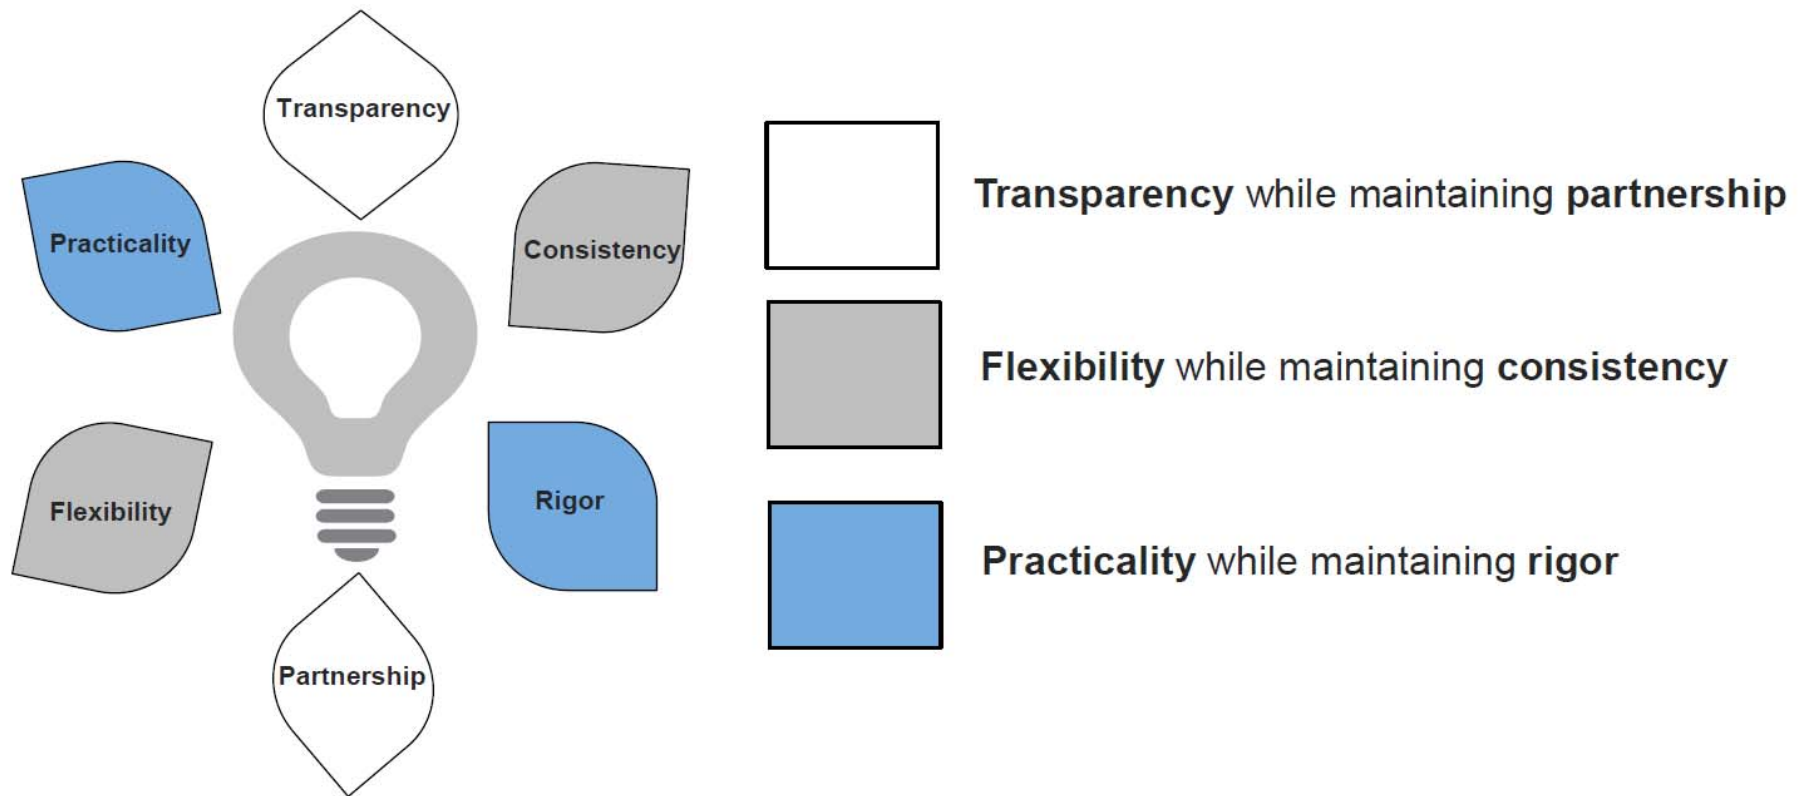 Transparency
Practicality
Consistency
Flexibility
Rigor
Partnership
Transparency while maintaining partnership
Flexibility while maintaining consistency
Practicality while maintaining rigor